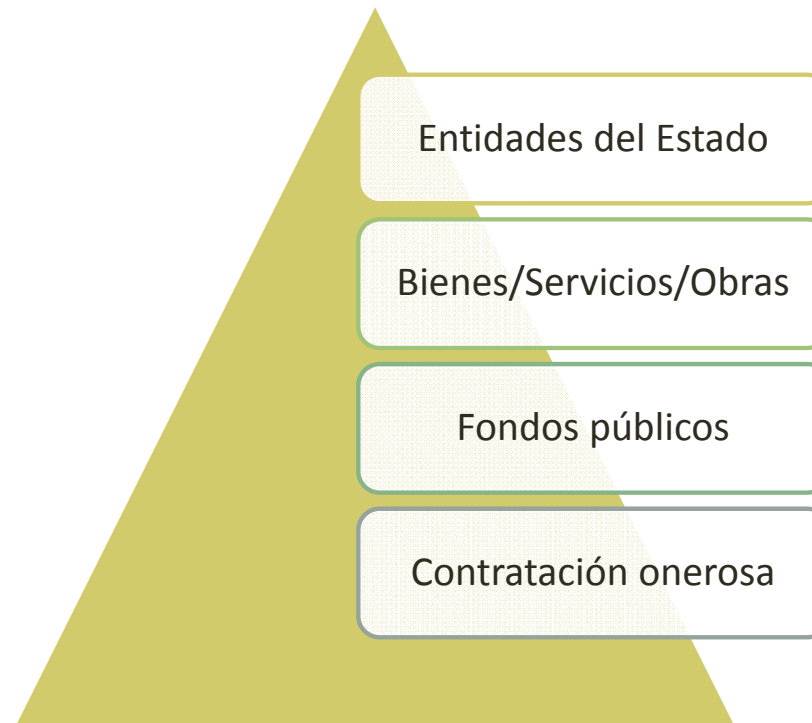 Entidades del Estado
Bienes/Servicios/Obras
Fondos públicos
Contratación onerosa